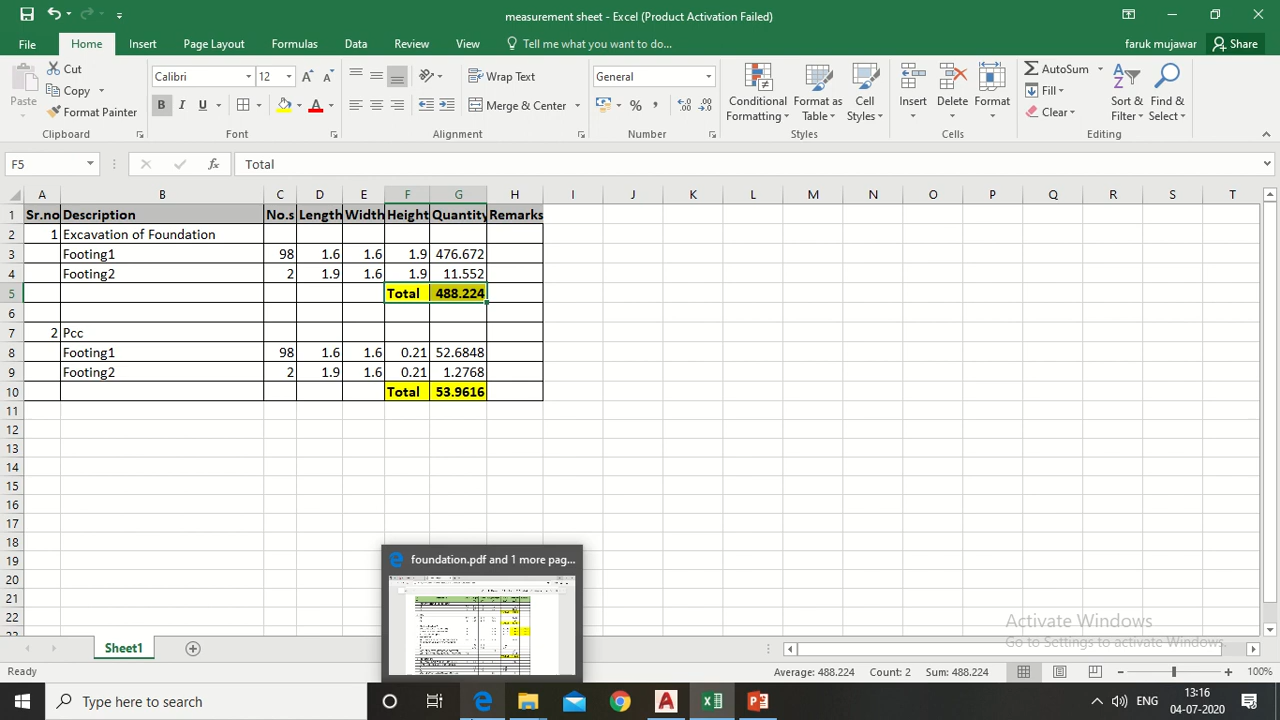 measurement sheet - Excel (Product Activation Failed)
File Home Insert Page Layout Formulas Data Review View Tell me what you want to do... faruk mujawar Share
Cut Calibri 12 Wrap Text General AutoSum
Paste Copy Conditional Formatting Format as Table Cell Styles Insert Delete Format Fill Sort & Filter Find & Select
Format Painter B I U A Merge & Center % Clear
Clipboard Font Alignment Number Styles Cells Editing
F5 fx Total
A B C D E F G H I J K L M N O P Q R S T
1 Sr.no Description No.s Length Width Height Quantity Remarks
2 1 Excavation of Foundation
3 Footing1 98 1.6 1.6 1.9 476.672
4 Footing2 2 1.9 1.6 1.9 11.552
5 Total 488.224
6
7 2 Pcc
8 Footing1 98 1.6 1.6 0.21 52.6848
9 Footing2 2 1.9 1.6 0.21 1.2768
10 Total 53.9616
11
12
13
14
15
16
17
18
19
20
21
22
foundation.pdf and 1 more pag...
Activate Windows
Go to Settings to activate Windows.
Sheet1
Ready Average: 488.224 Count: 2 Sum: 488.224 100%
Type here to search ENG 13:16
04-07-2020